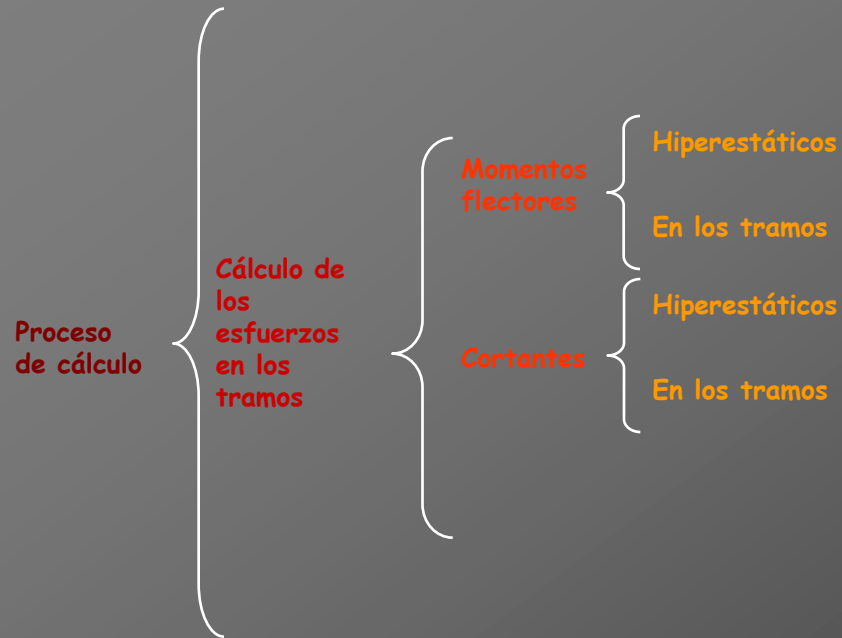 Proceso
de cálculo
Cálculo de
los
esfuerzos
en los
tramos
Momentos
flectores
Hiperestáticos
En los tramos
Cortantes
Hiperestáticos
En los tramos